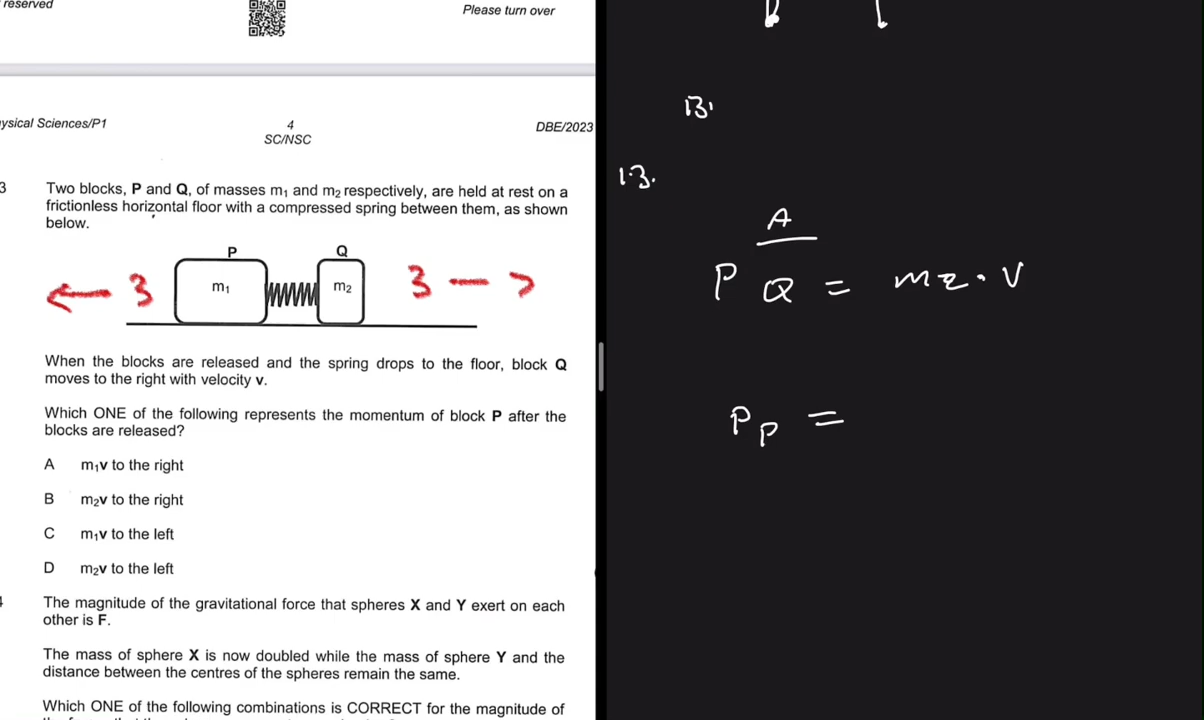 reserved
Please turn over
ysical Sciences/P1
4
SC/NSC
DBE/2023
3 Two blocks, P and Q, of masses m₁ and m₂ respectively, are held at rest on a
frictionless horizontal floor with a compressed spring between them, as shown
below.
P
Q
3
m₁
m₂
3
When the blocks are released and the spring drops to the floor, block Q
moves to the right with velocity v.
Which ONE of the following represents the momentum of block P after the
blocks are released?
A m₁v to the right
B m₂v to the right
C m₁v to the left
D m₂v to the left
The magnitude of the gravitational force that spheres X and Y exert on each
other is F.
The mass of sphere X is now doubled while the mass of sphere Y and the
distance between the centres of the spheres remain the same.
Which ONE of the following combinations is CORRECT for the magnitude of
13.
1.3.
A
P Q = m2 . V
P P =